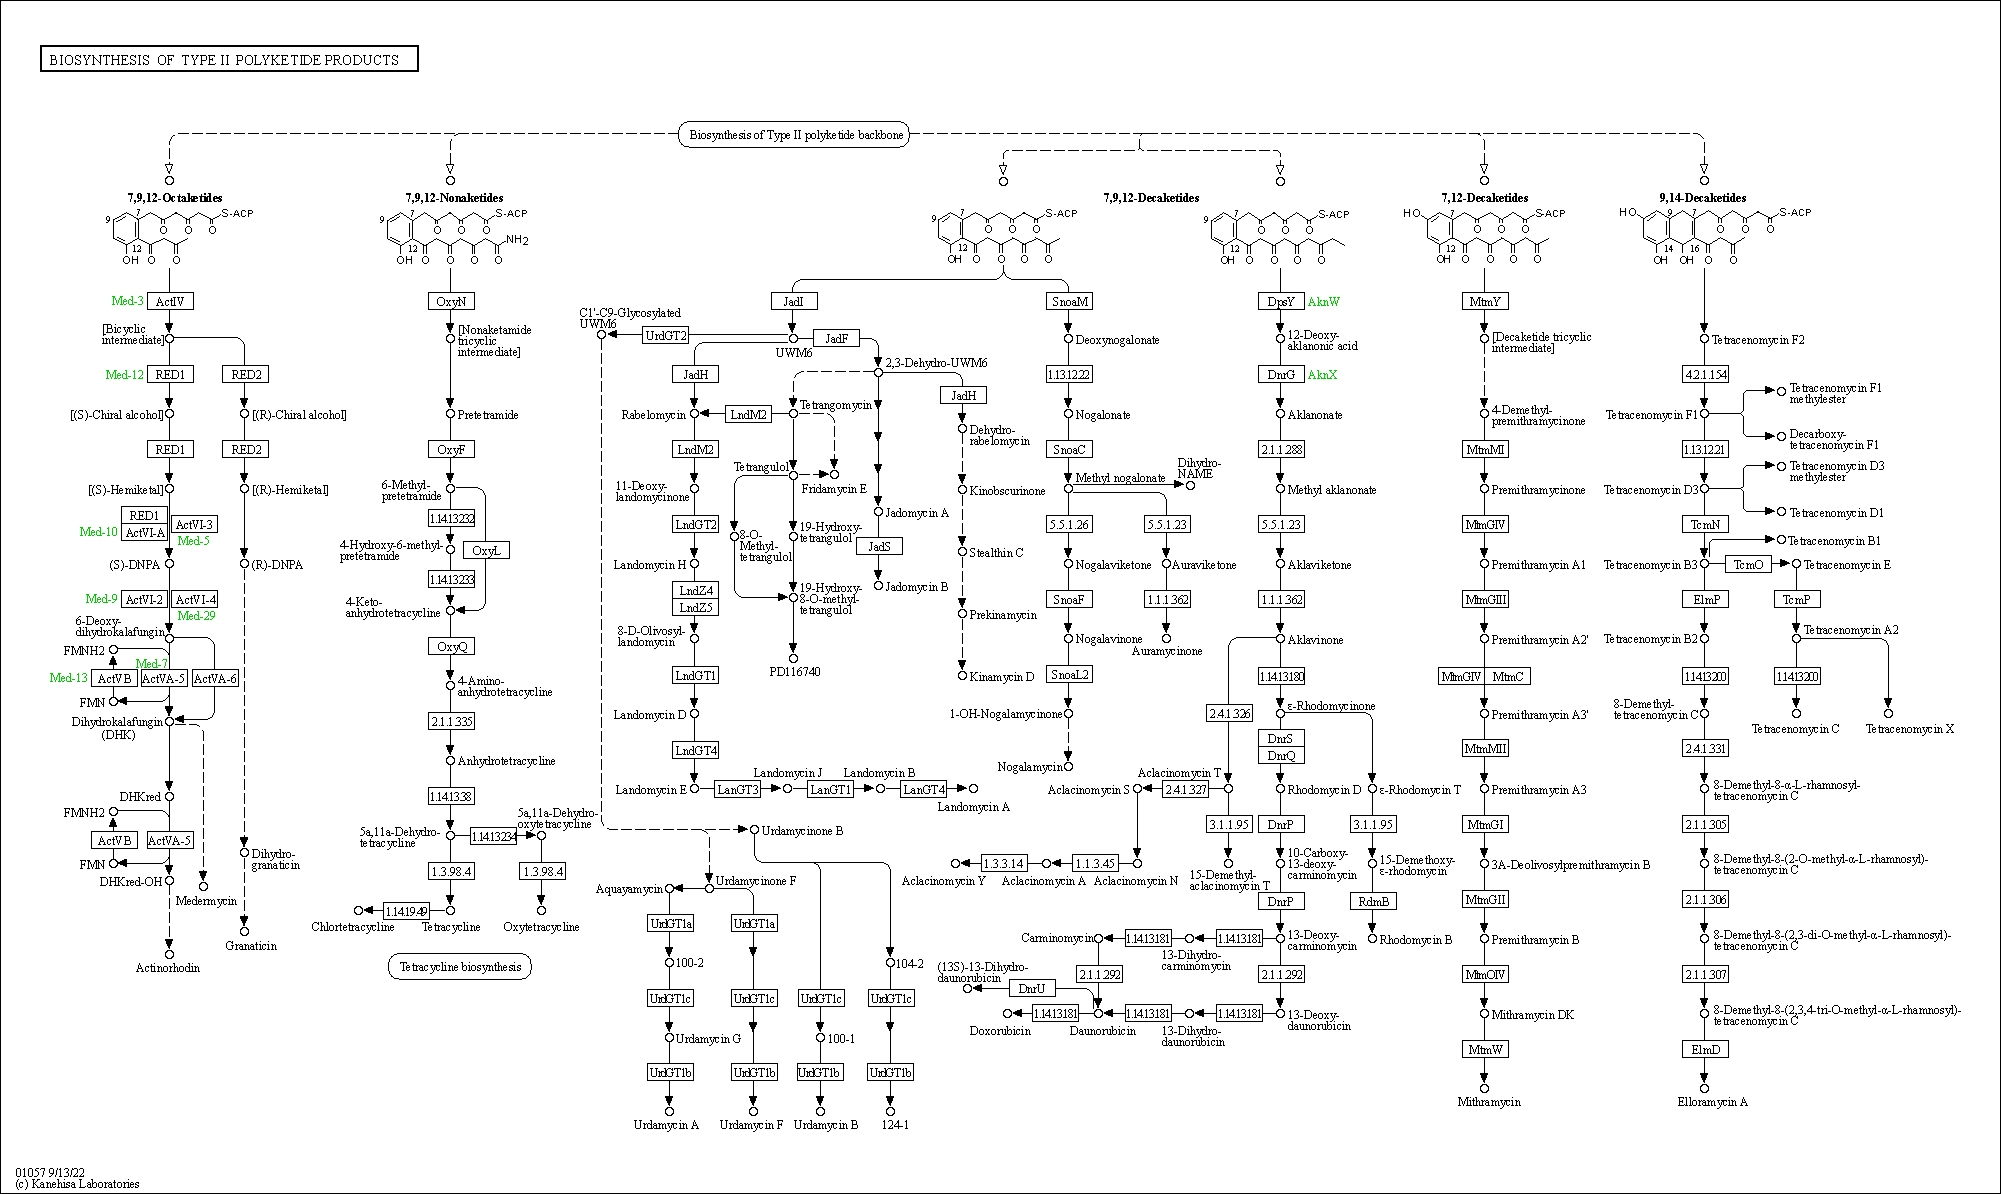 BIOSYNTHESIS OF TYPE II POLYKETIDE PRODUCTS
Biosynthesis of Type II polyketide backbone
7,9,12-Octaketides
7,9,12-Nonaketides
7,9,12-Decaketides
7,12-Decaketides
9,14-Decaketides
9
7
S-ACP
O
O
O
12
OH
O
O
9
7
S-ACP
O
O
O
12
NH2
OH
O
O
O
O
9
7
S-ACP
O
O
O
12
OH
O
O
O
O
9
7
S-ACP
O
O
O
12
OH
O
O
O
O
HO
7
S-ACP
O
O
O
12
OH
O
O
O
O
HO
9
7
S-ACP
O
O
O
14
16
OH
OH
O
O
Med-3
ActIV
[Bicyclic
intermediate]
Med-12
RED1
RED2
[(S)-Chiral alcohol]
[(R)-Chiral alcohol]
RED1
RED2
[(S)-Hemiketal]
[(R)-Hemiketal]
RED1
Med-10
ActVI-A
ActVI-3
Med-5
(S)-DNPA
(R)-DNPA
Med-9
ActVI-2
ActVI-4
Med-29
6-Deoxy-
dihydrokalafungin
FMNH2
Med-7
Med-13
ActVB
ActVA-5
ActVA-6
FMN
Dihydrokalafungin
(DHK)
DHKred
FMNH2
ActVB
ActVA-5
FMN
DHKred-OH
Medermycin
Dihydro-
granaticin
Granaticin
Actinorhodin
OxyN
[Nonaketamide
tricyclic
intermediate]
Pretetramide
OxyF
6-Methyl-
pretetramide
1.14.13.232
4-Hydroxy-6-methyl-
pretetramide
OxyL
1.14.13.233
4-Keto-
anhydrotetracycline
OxyQ
4-Amino-
anhydrotetracycline
2.1.1.335
Anhydrotetracycline
1.14.13.38
5a,11a-Dehydro-
tetracycline
1.14.13.234
5a,11a-Dehydro-
oxytetracycline
1.3.98.4
1.3.98.4
Chlortetracycline
1.14.19.49
Tetracycline
Oxytetracycline
Tetracycline biosynthesis
JadI
C1'-C9-Glycosylated
UWM6
UrdGT2
UWM6
JadF
2,3-Dehydro-UWM6
JadH
JadH
Rabelomycin
LndM2
Tetrangomycin
Dehydro-
rabelomycin
LndM2
Tetrangulol
Fridamycin E
11-Deoxy-
landomycinone
Kinobscurinone
Jadomycin A
LndGT2
8-O-
Methyl-
tetrangulol
19-Hydroxy-
tetrangulol
JadS
Stealthin C
Landomycin H
Jadomycin B
LndZ4
LndZ5
19-Hydroxy-
8-O-methyl-
tetrangulol
Prekinamycin
8-D-Olivosyl-
landomycin
LndGT1
PD116740
Kinamycin D
Landomycin D
LndGT4
Landomycin E
LanGT3
Landomycin J
LanGT1
Landomycin B
LanGT4
Landomycin A
Urdamycinone B
Aquayamycin
Urdamycinone F
UrdGT1a
UrdGT1a
100-2
104-2
UrdGT1c
UrdGT1c
UrdGT1c
UrdGT1c
Urdamycin G
100-1
UrdGT1b
UrdGT1b
UrdGT1b
UrdGT1b
Urdamycin A
Urdamycin F
Urdamycin B
124-1
SnoaM
Deoxynogalonate
1.13.12.22
Nogalonate
SnoaC
Methyl nogalonate
Dihydro-
NAME
5.5.1.26
5.5.1.23
Nogalaviketone
Auraviketone
SnoaF
1.1.1.362
Nogalavinone
Auramycinone
SnoaL2
1-OH-Nogalamycinone
Nogalamycin
DpsY
AknW
12-Deoxy-
aklanonic acid
DnrG
AknX
Aklanonate
2.1.1.288
Methyl aklanonate
5.5.1.23
Aklaviketone
1.1.1.362
Aklavinone
1.14.13.180
2.4.1.326
ε-Rhodomycinone
DnrS
DnrQ
Aclacinomycin T
Aclacinomycin S
2.4.1.327
Rhodomycin D
ε-Rhodomycin T
3.1.1.95
DnrP
3.1.1.95
Aclacinomycin Y
1.3.3.14
Aclacinomycin A
1.1.3.45
Aclacinomycin N
15-Demethyl-
aclacinomycin T
10-Carboxy-
13-deoxy-
carminomycin
15-Demethoxy-
ε-rhodomycin
DnrP
RdmB
Carminomycin
1.14.13.181
13-Dihydro-
carminomycin
1.14.13.181
13-Deoxy-
carminomycin
Rhodomycin B
(13S)-13-Dihydro-
daunorubicin
2.1.1.292
2.1.1.292
DnrU
Doxorubicin
1.14.13.181
Daunorubicin
1.14.13.181
13-Dihydro-
daunorubicin
1.14.13.181
13-Deoxy-
daunorubicin
MtmY
[Decaketide tricyclic
intermediate]
4-Demethyl-
premithramycinone
MtmMI
Premithramycinone
MtmGIV
Premithramycin A1
MtmGIII
Premithramycin A2'
MtmGIV
MtmC
Premithramycin A3'
MtmMII
Premithramycin A3
MtmGI
3A-Deolivosylpremithramycin B
MtmGII
Premithramycin B
MtmOIV
Mithramycin DK
MtmW
Mithramycin
Tetracenomycin F2
4.2.1.154
Tetracenomycin F1
Tetracenomycin F1
methylester
Decarboxy-
tetracenomycin F1
1.13.12.21
Tetracenomycin D3
Tetracenomycin D3
methylester
Tetracenomycin D1
TcmN
Tetracenomycin B1
Tetracenomycin B3
TcmO
Tetracenomycin E
ElmP
TcmP
Tetracenomycin B2
Tetracenomycin A2
1.14.13.200
1.14.13.200
8-Demethyl-
tetracenomycin C
Tetracenomycin C
Tetracenomycin X
2.4.1.331
8-Demethyl-8-α-L-rhamnosyl-
tetracenomycin C
2.1.1.305
8-Demethyl-8-(2-O-methyl-α-L-rhamnosyl)-
tetracenomycin C
2.1.1.306
8-Demethyl-8-(2,3-di-O-methyl-α-L-rhamnosyl)-
tetracenomycin C
2.1.1.307
8-Demethyl-8-(2,3,4-tri-O-methyl-α-L-rhamnosyl)-
tetracenomycin C
ElmD
Elloramycin A
01057 9/13/22
(c) Kanehisa Laboratories